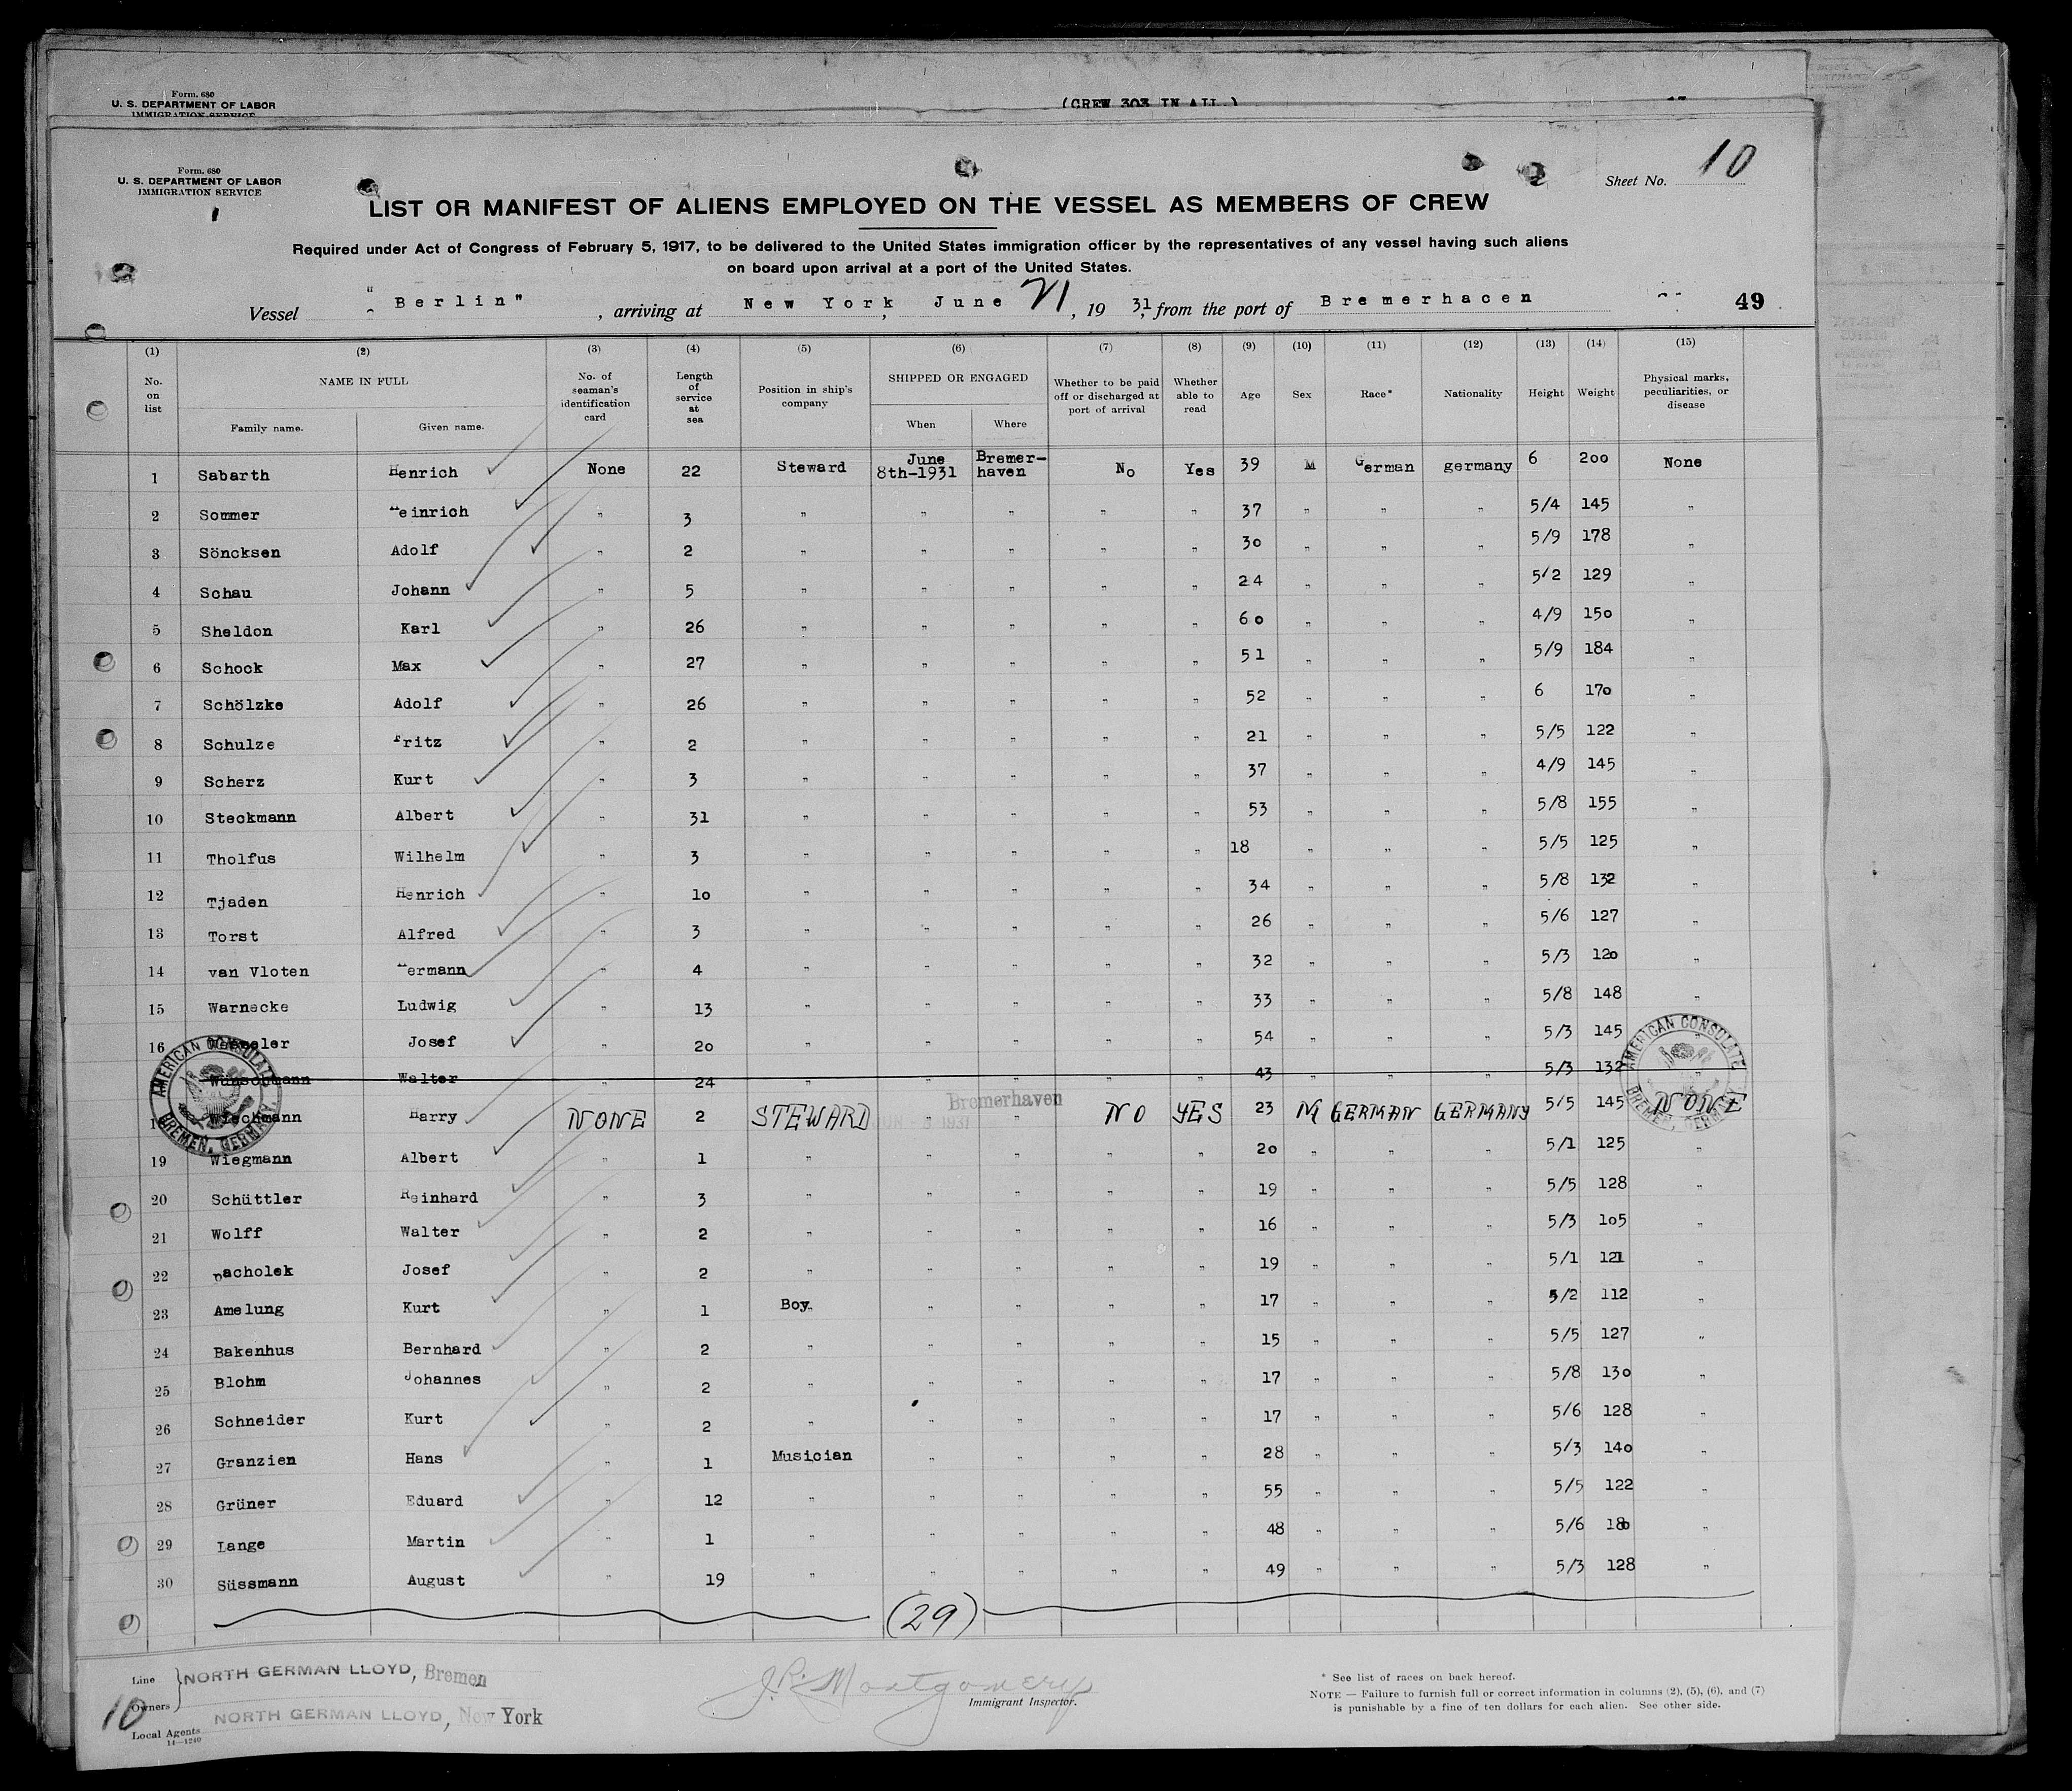 Form. 680
U. S. DEPARTMENT OF LABOR
IMMIGRATION SERVICE
(CREW 303 IN ALL.)
Form. 680
U. S. DEPARTMENT OF LABOR
IMMIGRATION SERVICE
Sheet No. 10
LIST OR MANIFEST OF ALIENS EMPLOYED ON THE VESSEL AS MEMBERS OF CREW
Required under Act of Congress of February 5, 1917, to be delivered to the United States immigration officer by the representatives of any vessel having such aliens
on board upon arrival at a port of the United States.
Vessel "Berlin", arriving at New York, June 21, 1931, from the port of Bremerhacen 49
(1) (2) (3) (4) (5) (6) (7) (8) (9) (10) (11) (12) (13) (14) (15)
No. on list NAME IN FULL Family name. Given name. No. of seaman's identification card Length of service at sea Position in ship's company SHIPPED OR ENGAGED When Where Whether to be paid off or discharged at port of arrival Whether able to read Age Sex Race* Nationality Height Weight Physical marks, peculiarities, or disease
1 Sabarth Henrich None 22 Steward June 8th-1931 Bremer-haven No Yes 39 M German germany 6 200 None
2 Sommer Heinrich " 3 " " " " " 37 " " " 5/4 145 "
3 Söncksen Adolf " 2 " " " " " 30 " " " 5/9 178 "
4 Schau Johann " 5 " " " " " 24 " " " 5/2 129 "
5 Sheldon Karl " 26 " " " " " 60 " " " 4/9 150 "
6 Schock Max " 27 " " " " " 51 " " " 5/9 184 "
7 Schölzke Adolf " 26 " " " " " 52 " " " 6 170 "
8 Schulze Fritz " 2 " " " " " 21 " " " 5/5 122 "
9 Scherz Kurt " 3 " " " " " 37 " " " 4/9 145 "
10 Steckmann Albert " 31 " " " " " 53 " " " 5/8 155 "
11 Tholfus Wilhelm " 3 " " " " " " 18 " " " 5/5 125 "
12 Tjaden Henrich " 10 " " " " " 34 " " " 5/8 132 "
13 Torst Alfred " 3 " " " " " 26 " " " 5/6 127 "
14 van Vloten Hermann " 4 " " " " " 32 " " " 5/3 120 "
15 Warnecke Ludwig " 13 " " " " " 33 " " " 5/8 148 "
16 Josef " 20 " " " " " 54 " " " 5/3 145 "
Wunschmann Walter " 24 " " " " " 43 " " " 5/3 132 "
Wiechmann Harry NONE 2 STEWARD " Bremerhaven " NO YES 23 M GERMAN GERMANY 5/5 145 NONE
1931
AMERICAN CONSULATE BREMEN, GERMANY.
AMERICAN CONSULATE BREMEN, GERMANY.
19 Wiegmann Albert " 1 " " " " " 20 " " " 5/1 125 "
20 Schüttler Reinhard " 3 " " " " " 19 " " " 5/5 128 "
21 Wolff Walter " 2 " " " " " 16 " " " 5/3 105 "
22 Pacholek Josef " 2 " " " " " 19 " " " 5/1 121 "
23 Amelung Kurt " 1 Boy " " " " 17 " " " 5/2 112 "
24 Bakenhus Bernhard " 2 " " " " " 15 " " " 5/5 127 "
25 Blohm Johannes " 2 " " " " " 17 " " " 5/8 130 "
26 Schneider Kurt " 2 " " " " " 17 " " " 5/6 128 "
27 Granzien Hans " 1 Musician " " " " 28 " " " 5/3 140 "
28 Grüner Eduard " 12 " " " " " 55 " " " 5/5 122 "
29 Lange Martin " 1 " " " " " 48 " " " 5/6 180 "
30 Süssmann August " 19 " " " " " 49 " " " 5/3 128 "
(29)
Line
Owners
NORTH GERMAN LLOYD, Bremen
10
Local Agents NORTH GERMAN LLOYD, New York
14—1240
J. P. Montgomery
Immigrant Inspector.
* See list of races on back hereof.
NOTE — Failure to furnish full or correct information in columns (2), (5), (6), and (7)
is punishable by a fine of ten dollars for each alien. See other side.